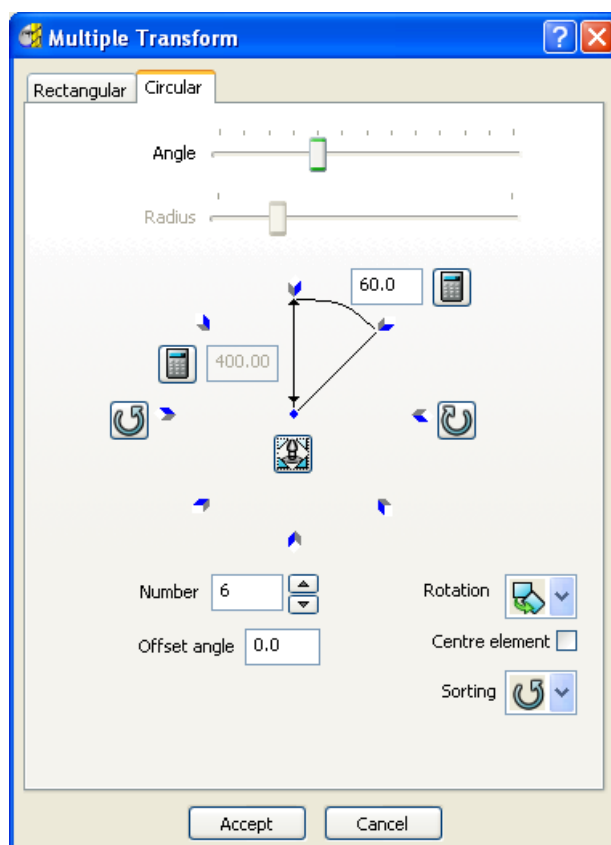 Multiple Transform
Rectangular
Circular
Angle
Radius
60.0
400.00
Number 6
Rotation
Offset angle 0.0
Centre element
Sorting
Accept
Cancel